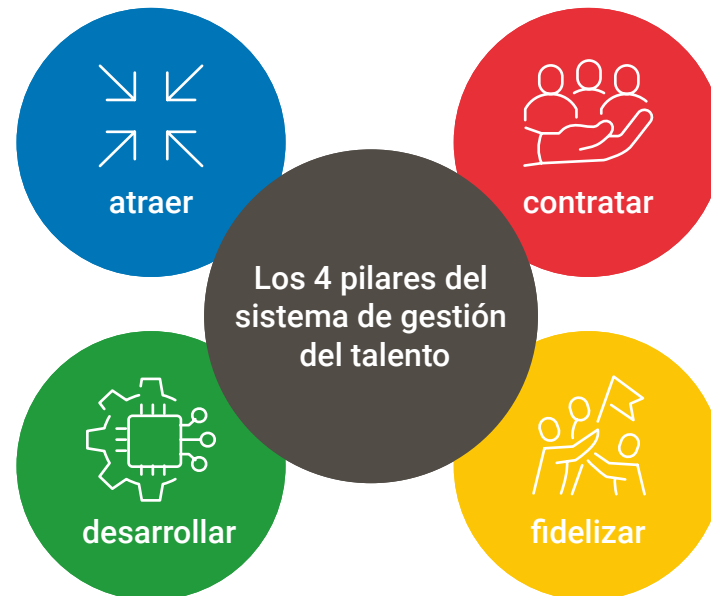 atraer
contratar
Los 4 pilares del
sistema de gestión
del talento
desarrollar
fidelizar